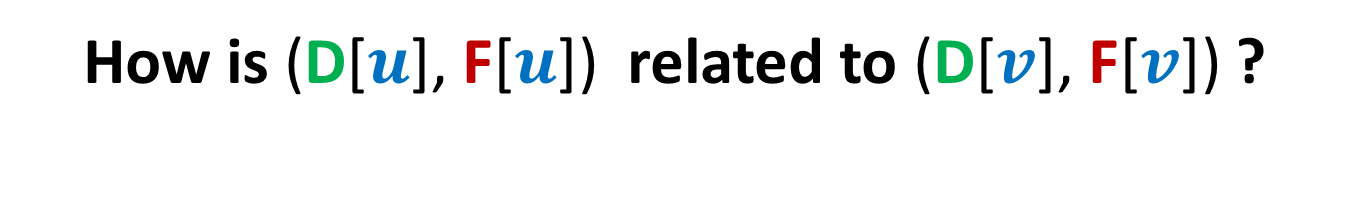 How is (D[u], F[u]) related to (D[v], F[v]) ?